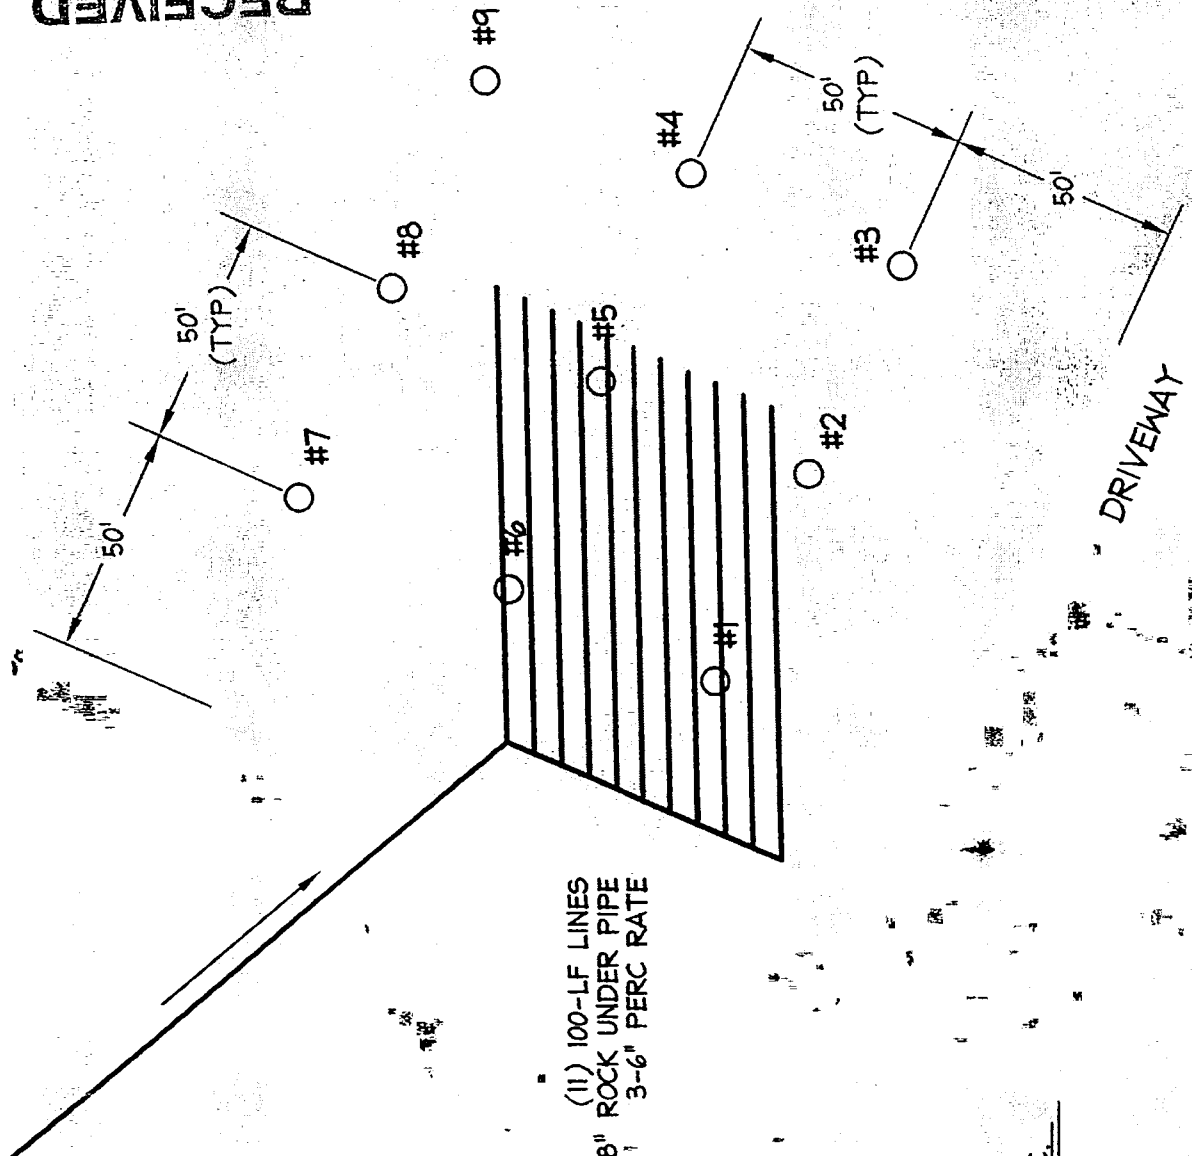 RECEIVED
#9
#4
50'
(TYP)
#3
50'
#8
50'
(TYP)
#7
50'
#5
#6
#2
#1
DRIVEWAY
(11) 100-LF LINES
8" ROCK UNDER PIPE
3-6" PERC RATE